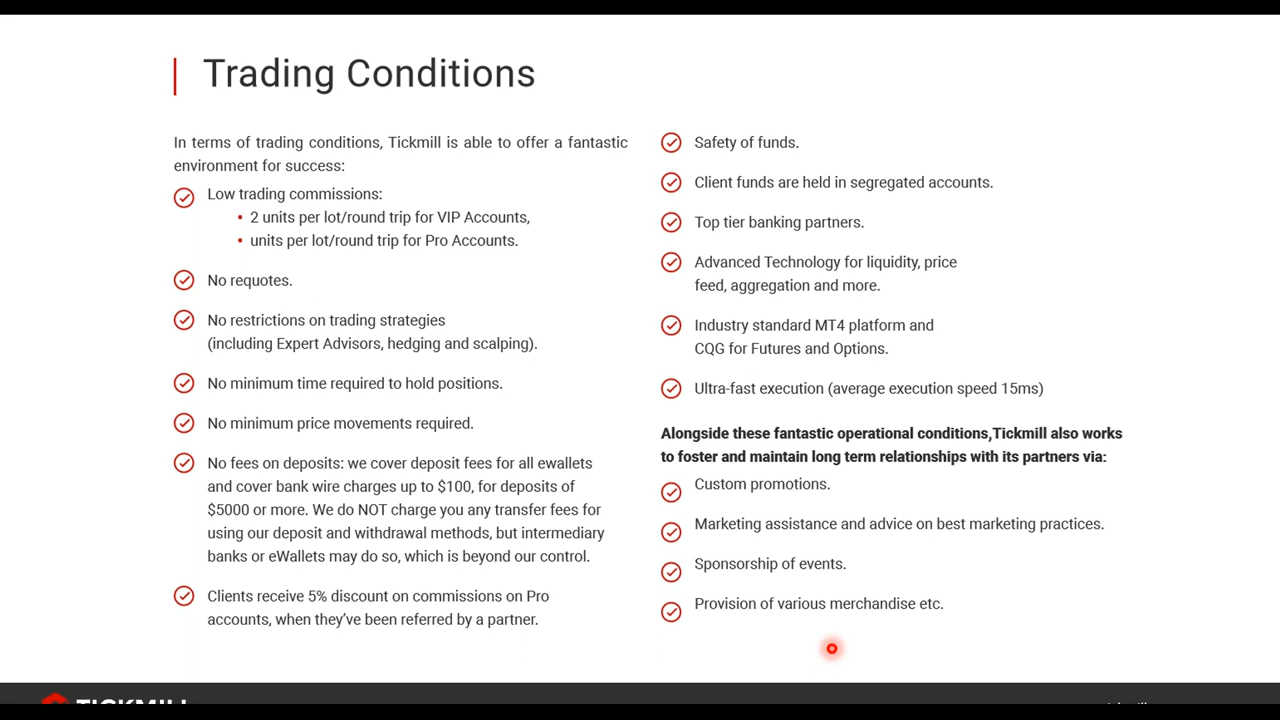 Trading Conditions
In terms of trading conditions, Tickmill is able to offer a fantastic
environment for success:
Low trading commissions:
• 2 units per lot/round trip for VIP Accounts,
• units per lot/round trip for Pro Accounts.
No requotes.
No restrictions on trading strategies
(including Expert Advisors, hedging and scalping).
No minimum time required to hold positions.
No minimum price movements required.
No fees on deposits: we cover deposit fees for all ewallets
and cover bank wire charges up to $100, for deposits of
$5000 or more. We do NOT charge you any transfer fees for
using our deposit and withdrawal methods, but intermediary
banks or eWallets may do so, which is beyond our control.
Clients receive 5% discount on commissions on Pro
accounts, when they’ve been referred by a partner.
Safety of funds.
Client funds are held in segregated accounts.
Top tier banking partners.
Advanced Technology for liquidity, price
feed, aggregation and more.
Industry standard MT4 platform and
CQG for Futures and Options.
Ultra-fast execution (average execution speed 15ms)
Alongside these fantastic operational conditions,Tickmill also works
to foster and maintain long term relationships with its partners via:
Custom promotions.
Marketing assistance and advice on best marketing practices.
Sponsorship of events.
Provision of various merchandise etc.
TICKMILL